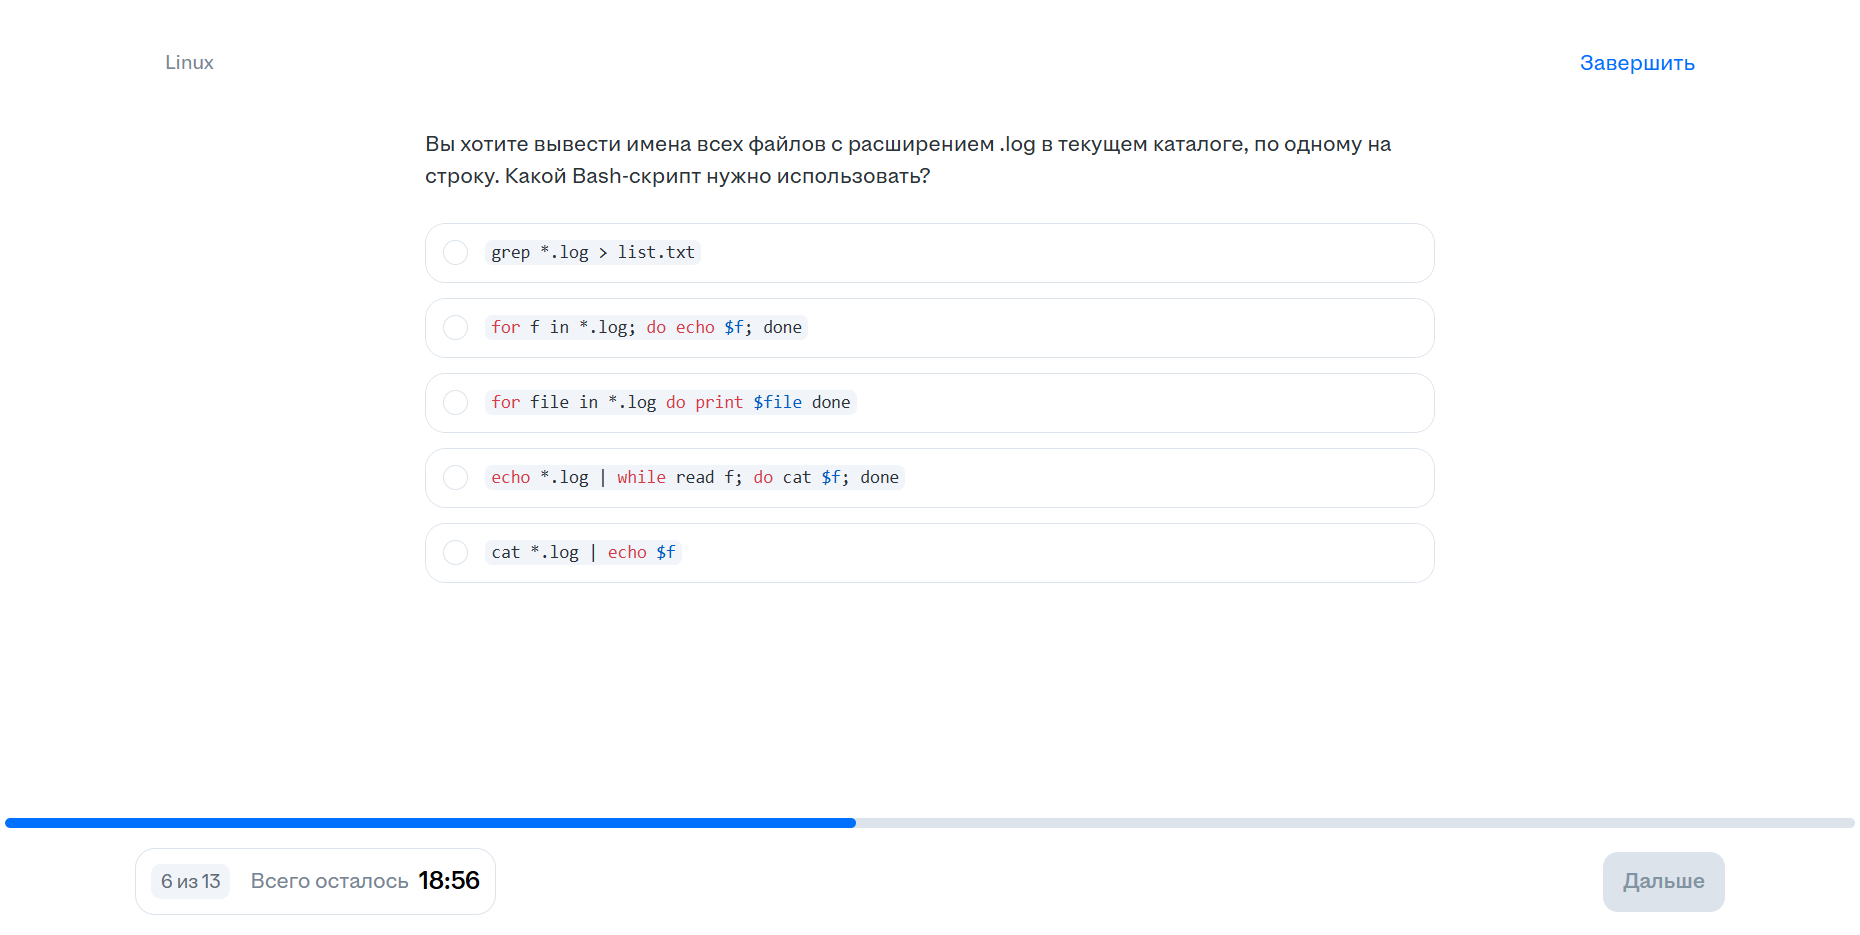 Linux
Завершить
Вы хотите вывести имена всех файлов с расширением .log в текущем каталоге, по одному на
строку. Какой Bash-скрипт нужно использовать?
grep *.log > list.txt
for f in *.log; do echo $f; done
for file in *.log do print $file done
echo *.log | while read f; do cat $f; done
cat *.log | echo $f
6 из 13
Всего осталось 18:56
Дальше